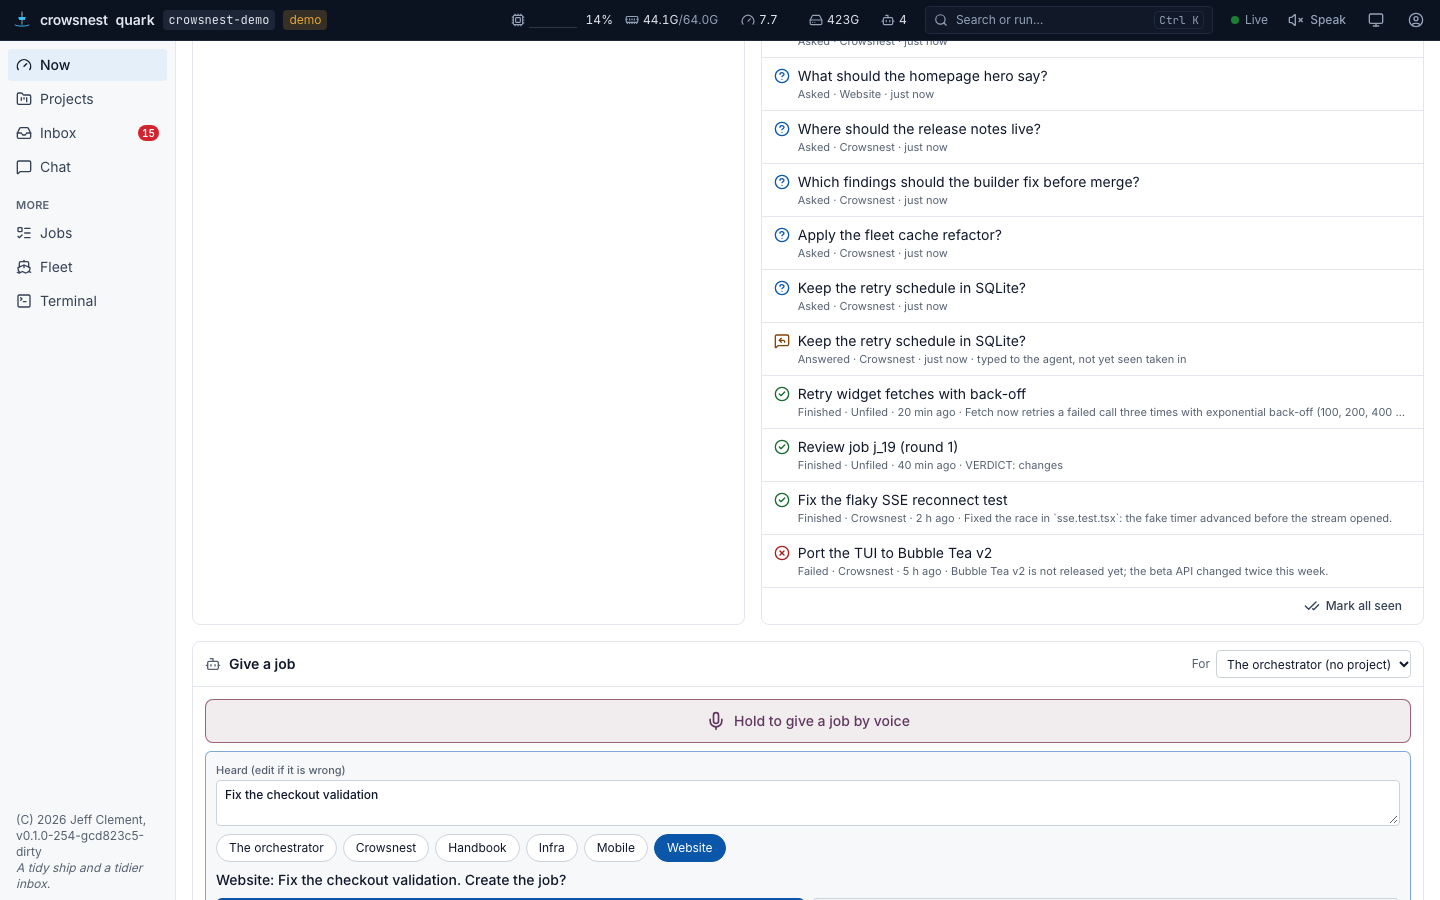 crowsnest quark crowsnest-demo demo 14% 44.1G/64.0G 7.7 423G 4 Search or run... Ctrl K Live Speak
Now
Projects
Inbox 15
Chat
MORE
Jobs
Fleet
Terminal
(C) 2026 Jeff Clement,
v0.1.0-254-gcd823c5-
dirty
A tidy ship and a tidier
inbox.
Asked · Crowsnest · just now
What should the homepage hero say?
Asked · Website · just now
Where should the release notes live?
Asked · Crowsnest · just now
Which findings should the builder fix before merge?
Asked · Crowsnest · just now
Apply the fleet cache refactor?
Asked · Crowsnest · just now
Keep the retry schedule in SQLite?
Asked · Crowsnest · just now
Keep the retry schedule in SQLite?
Answered · Crowsnest · just now · typed to the agent, not yet seen taken in
Retry widget fetches with back-off
Finished · Unfiled · 20 min ago · Fetch now retries a failed call three times with exponential back-off (100, 200, 400 ...
Review job j_19 (round 1)
Finished · Unfiled · 40 min ago · VERDICT: changes
Fix the flaky SSE reconnect test
Finished · Crowsnest · 2 h ago · Fixed the race in `sse.test.tsx`: the fake timer advanced before the stream opened.
Port the TUI to Bubble Tea v2
Failed · Crowsnest · 5 h ago · Bubble Tea v2 is not released yet; the beta API changed twice this week.
Mark all seen
Give a job
For The orchestrator (no project)
Hold to give a job by voice
Heard (edit if it is wrong)
Fix the checkout validation
The orchestrator Crowsnest Handbook Infra Mobile Website
Website: Fix the checkout validation. Create the job?